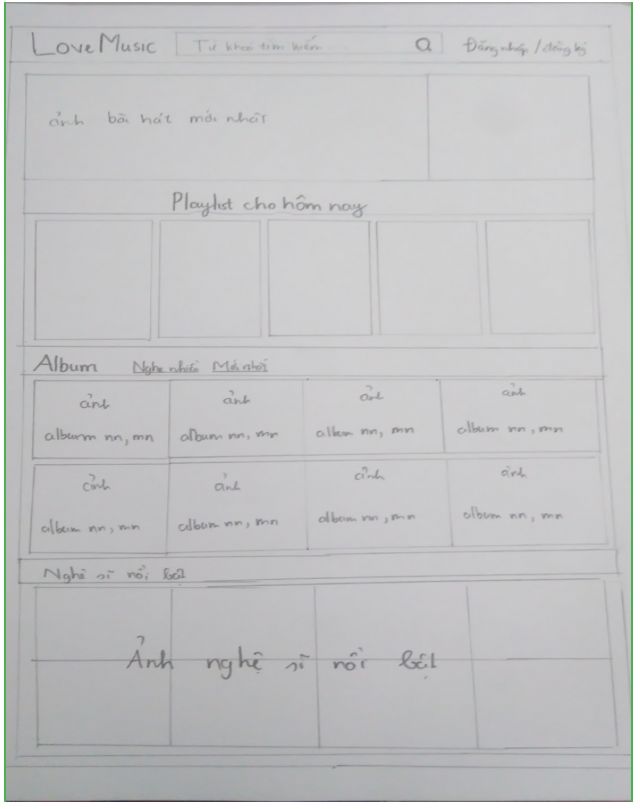 LoveMusic Từ khoá tìm kiếm Đăng nhập / đăng ký
ảnh bài hát mới nhất
Playlist cho hôm nay
Album Nghe nhiều Mới nhất
ảnh ảnh ảnh ảnh
album nn, mn album nn, mn album nn, mn album nn, mn
ảnh ảnh ảnh ảnh
album nn, mn album nn, mn album nn, mn album nn, mn
Nghệ sĩ nổi bật
Ảnh nghệ sĩ nổi bật